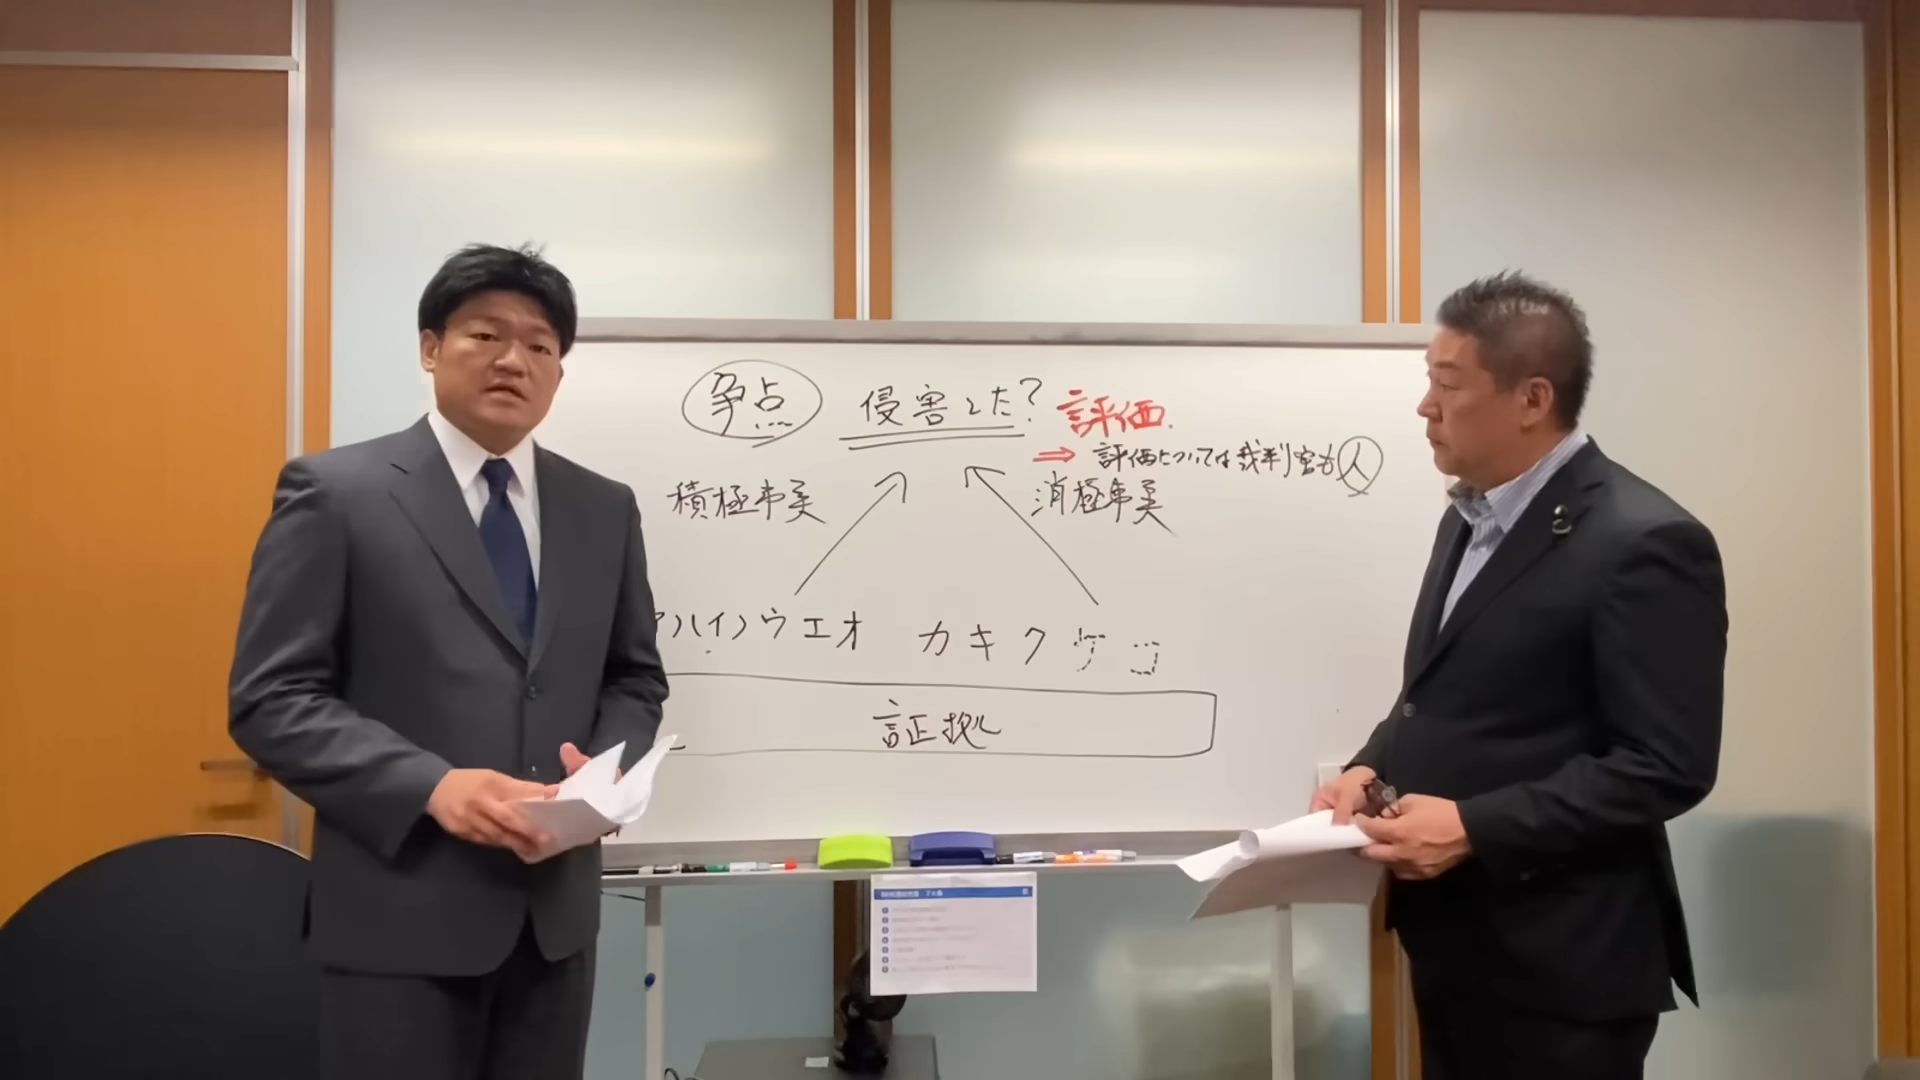 争点 侵害した? 評価
⇒ 評価については裁判官も人
積極事実 消極事実
ア、イ、ウエオ カキクケコ
証拠